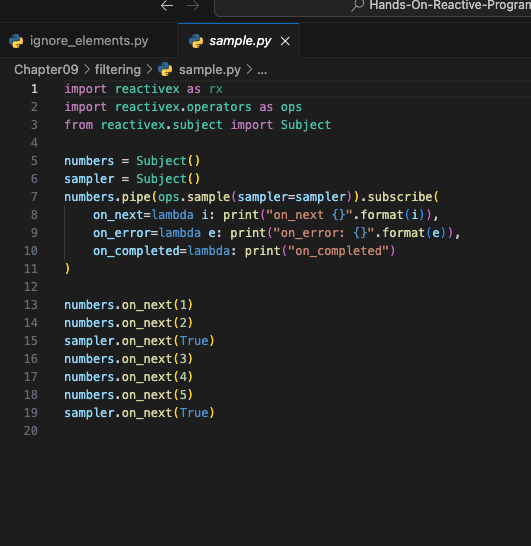 ← → Hands-On-Reactive-Program
ignore_elements.py sample.py ×
Chapter09 > filtering > sample.py > ...
1 import reactivex as rx
2 import reactivex.operators as ops
3 from reactivex.subject import Subject
4
5 numbers = Subject()
6 sampler = Subject()
7 numbers.pipe(ops.sample(sampler=sampler)).subscribe(
8     on_next=lambda i: print("on_next {}".format(i)),
9     on_error=lambda e: print("on_error: {}".format(e)),
10     on_completed=lambda: print("on_completed")
11 )
12
13 numbers.on_next(1)
14 numbers.on_next(2)
15 sampler.on_next(True)
16 numbers.on_next(3)
17 numbers.on_next(4)
18 numbers.on_next(5)
19 sampler.on_next(True)
20